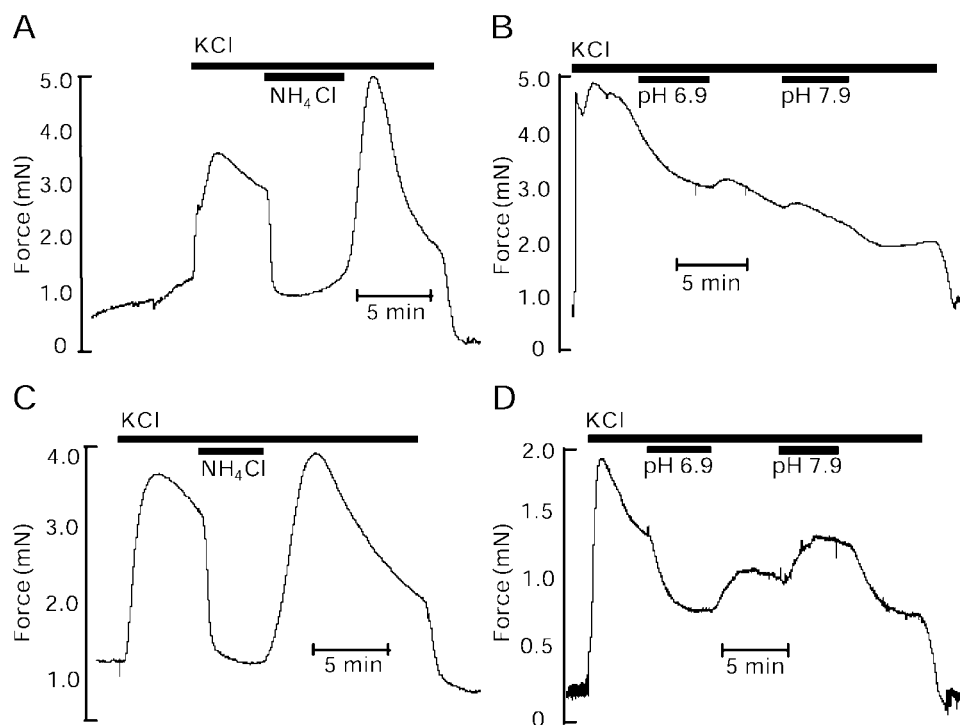 A
KCl
NH₄Cl
Force (mN)
5.0
4.0
3.0
2.0
1.0
0
5 min
B
KCl
pH 6.9
pH 7.9
Force (mN)
5.0
4.0
3.0
2.0
1.0
0
5 min
C
KCl
NH₄Cl
Force (mN)
4.0
3.0
2.0
1.0
5 min
D
KCl
pH 6.9
pH 7.9
Force (mN)
2.0
1.5
1.0
0.5
0
5 min